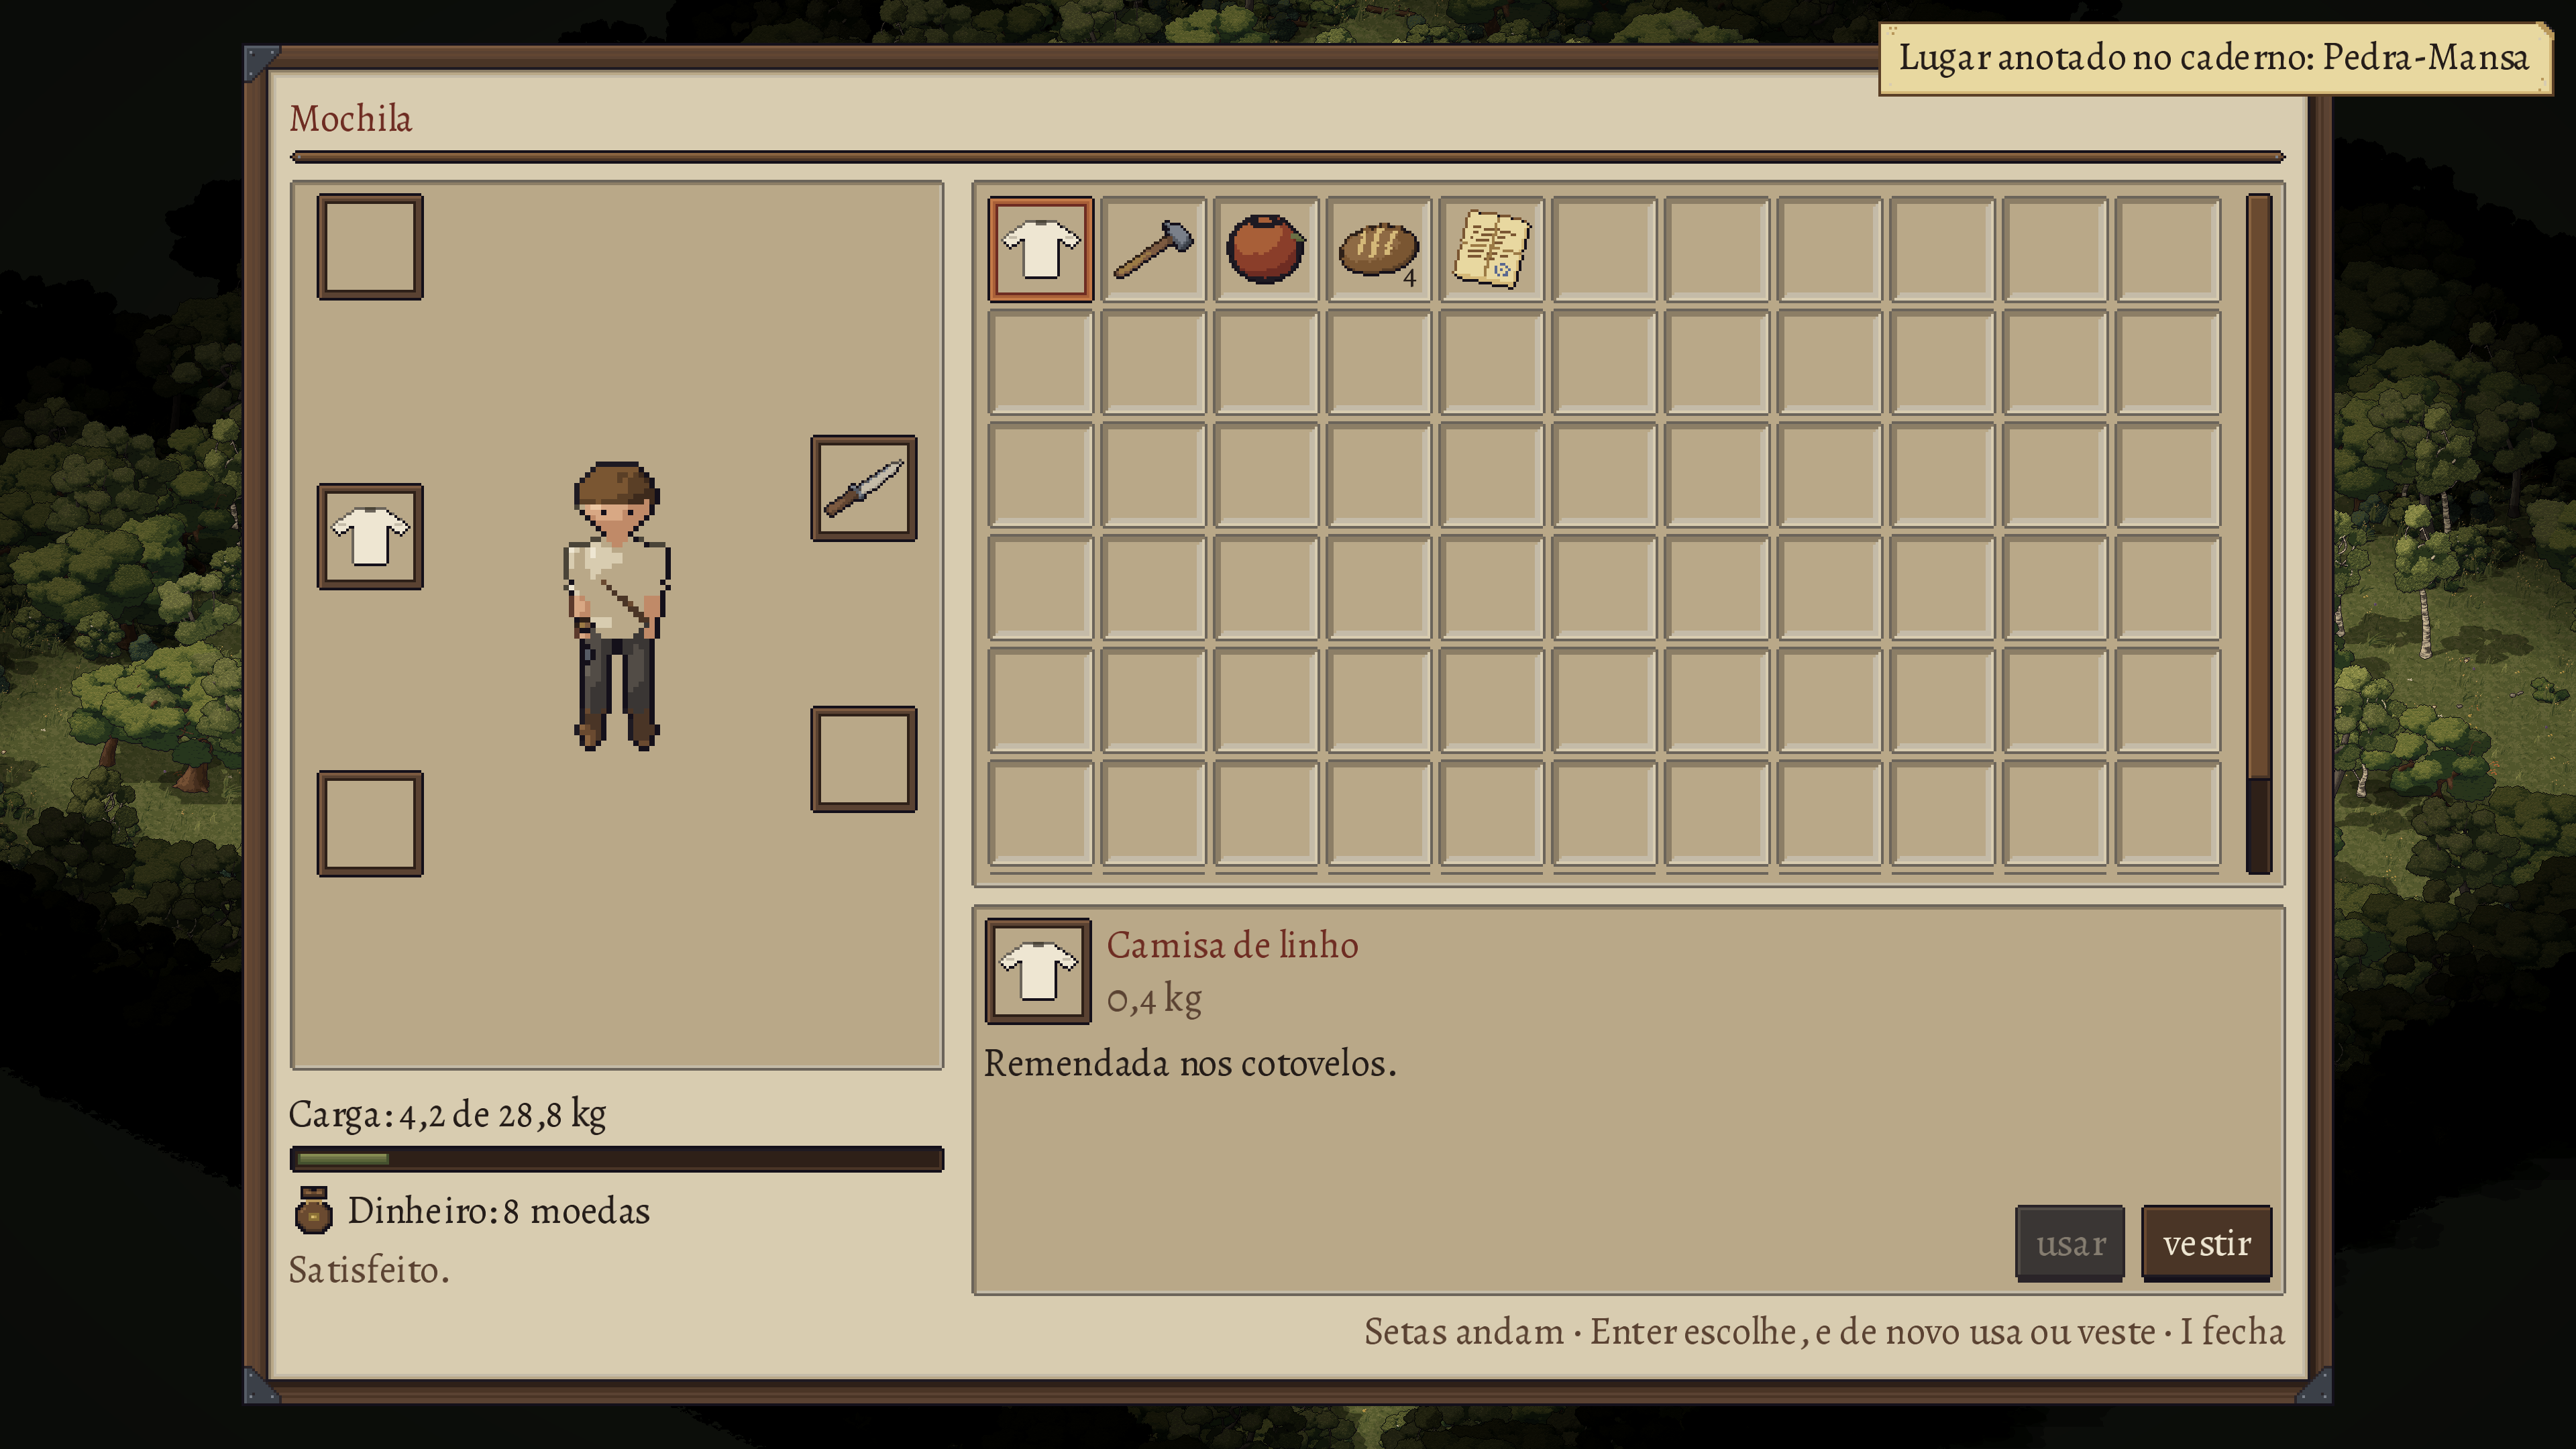 Lugar anotado no caderno: Pedra-Mansa
Mochila
4
Camisa de linho
0,4 kg
Remendada nos cotovelos.
Carga: 4,2 de 28,8 kg
Dinheiro: 8 moedas
Satisfeito.
usar
vestir
Setas andam · Enter escolhe, e de novo usa ou veste · I fecha